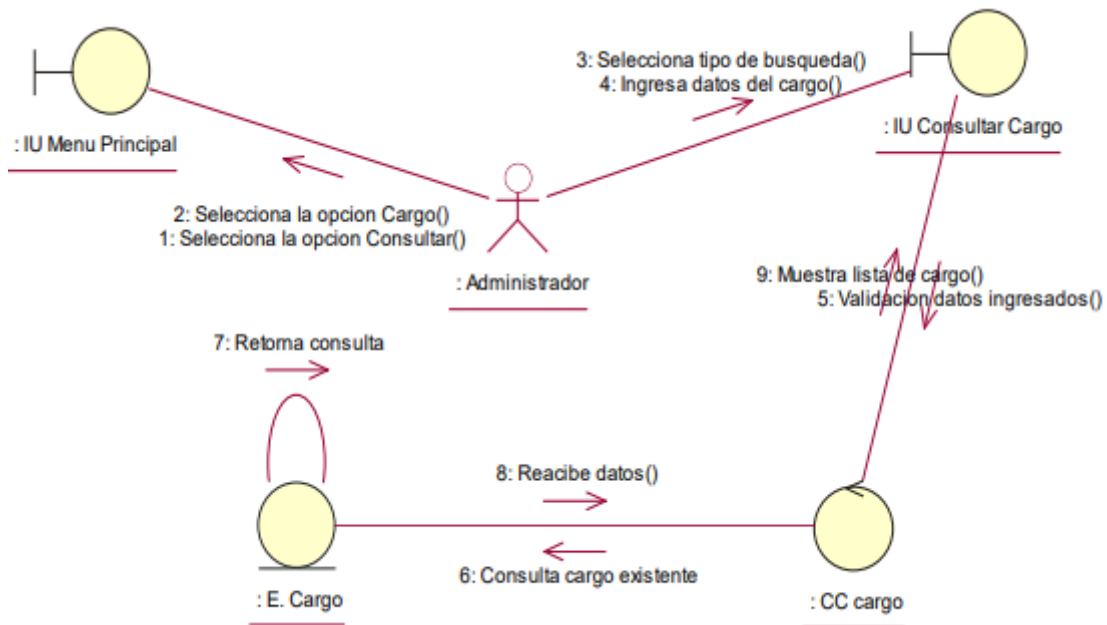 3: Selecciona tipo de busqueda()
4: Ingresa datos del cargo()
: IU Menu Principal
: IU Consultar Cargo
2: Selecciona la opcion Cargo()
1: Selecciona la opcion Consultar()
: Administrador
9: Muestra lista de cargo()
5: Validacion datos ingresados()
7: Retorna consulta
8: Reacibe datos()
6: Consulta cargo existente
: E. Cargo
: CC cargo